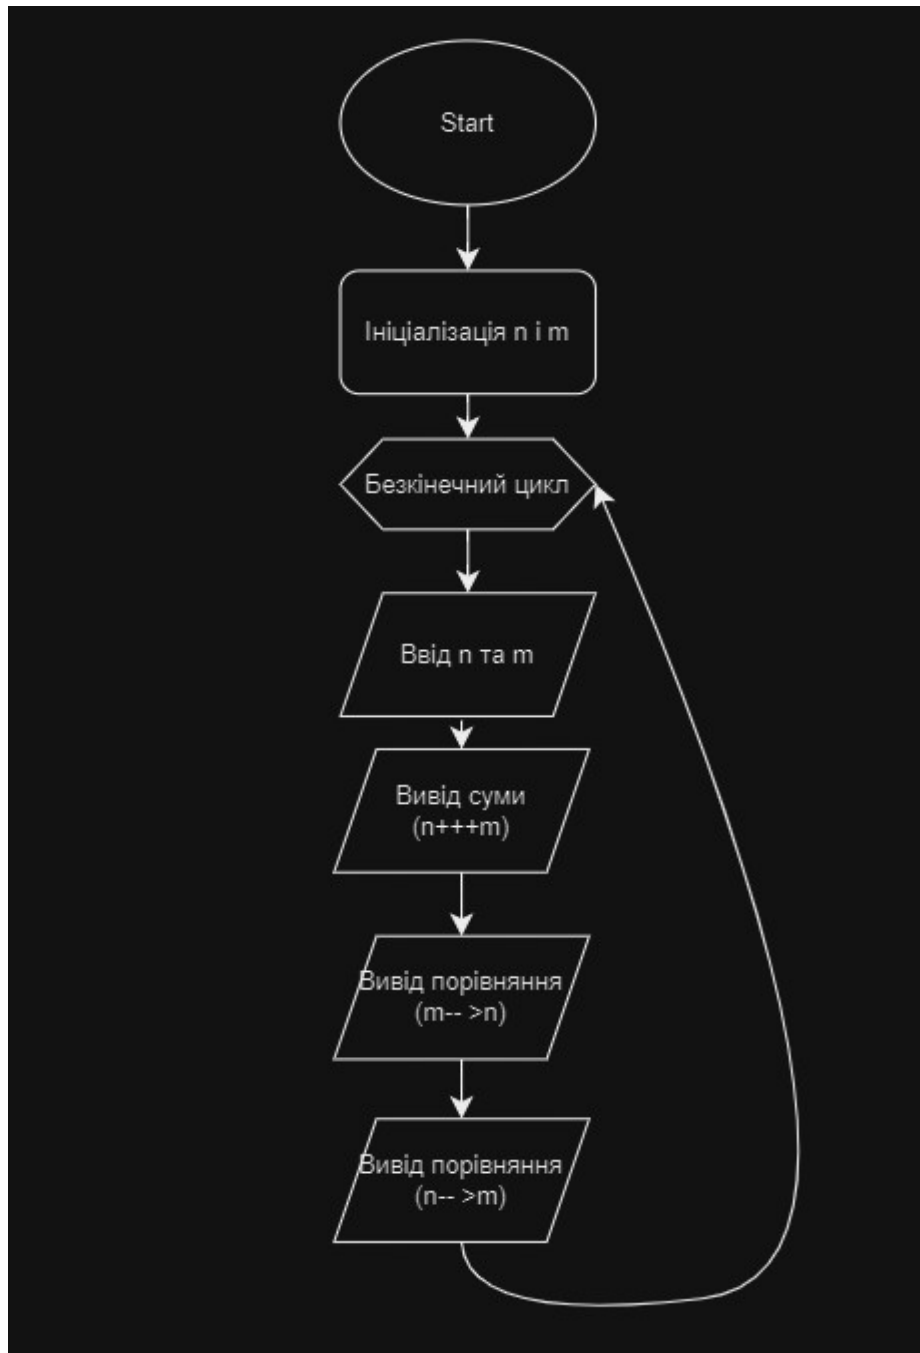 Start
Ініціалізація n і m
Безкінечний цикл
Ввід n та m
Вивід суми
(n+++m)
Вивід порівняння
(m-- >n)
Вивід порівняння
(n-- >m)